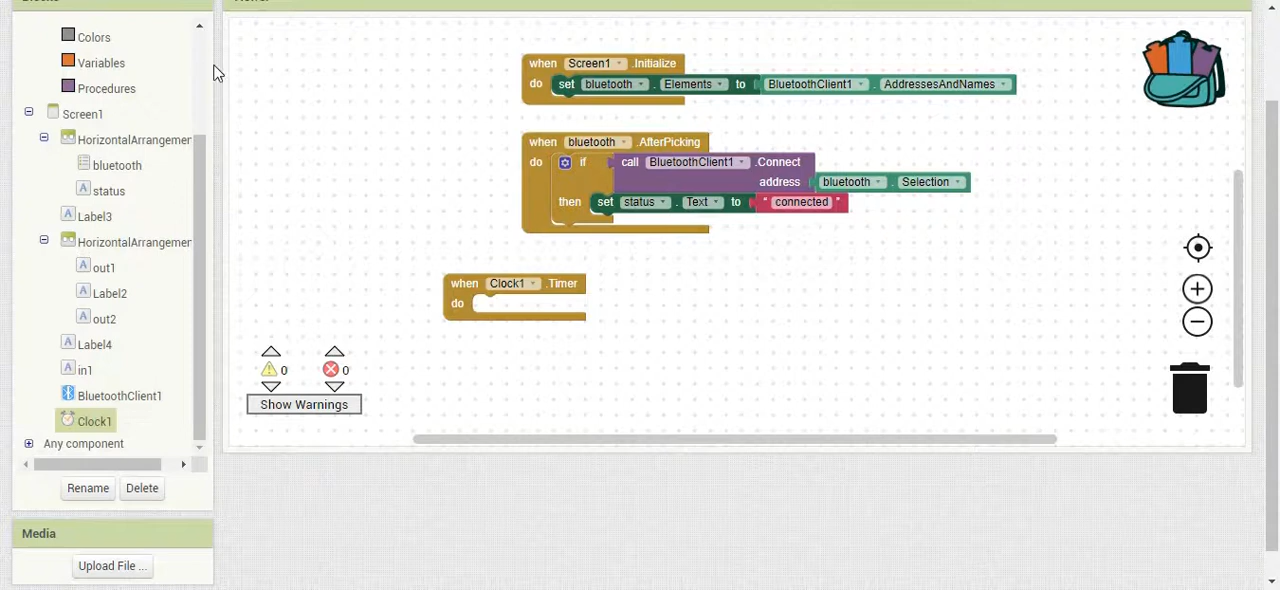 Colors
Variables
Procedures
Screen1
HorizontalArrangemer
bluetooth
status
Label3
HorizontalArrangemer
out1
Label2
out2
Label4
in1
BluetoothClient1
Clock1
Any component
Rename Delete
Media
Upload File ...
when Screen1 .Initialize
do set bluetooth . Elements to BluetoothClient1 . AddressesAndNames
when bluetooth .AfterPicking
do if call BluetoothClient1 .Connect
address bluetooth . Selection
then set status . Text to " connected "
when Clock1 .Timer
do
0 0
Show Warnings